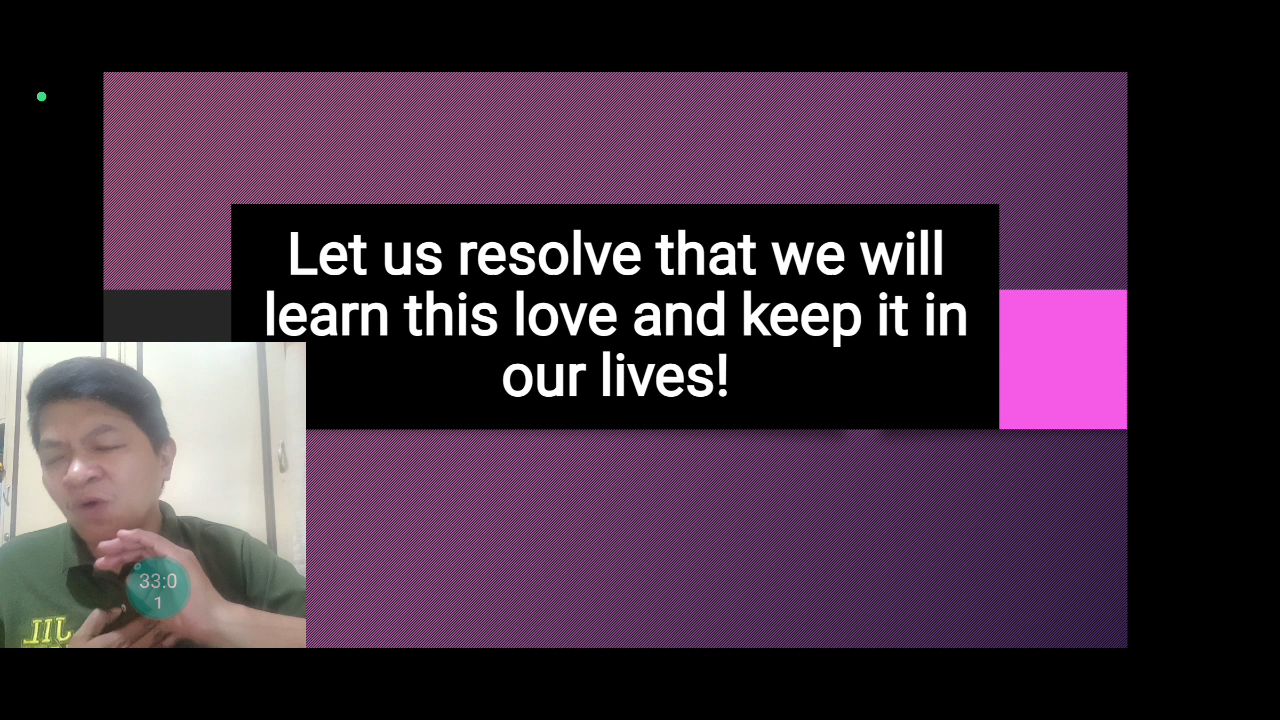 Let us resolve that we will
learn this love and keep it in
our lives!
33:0
1